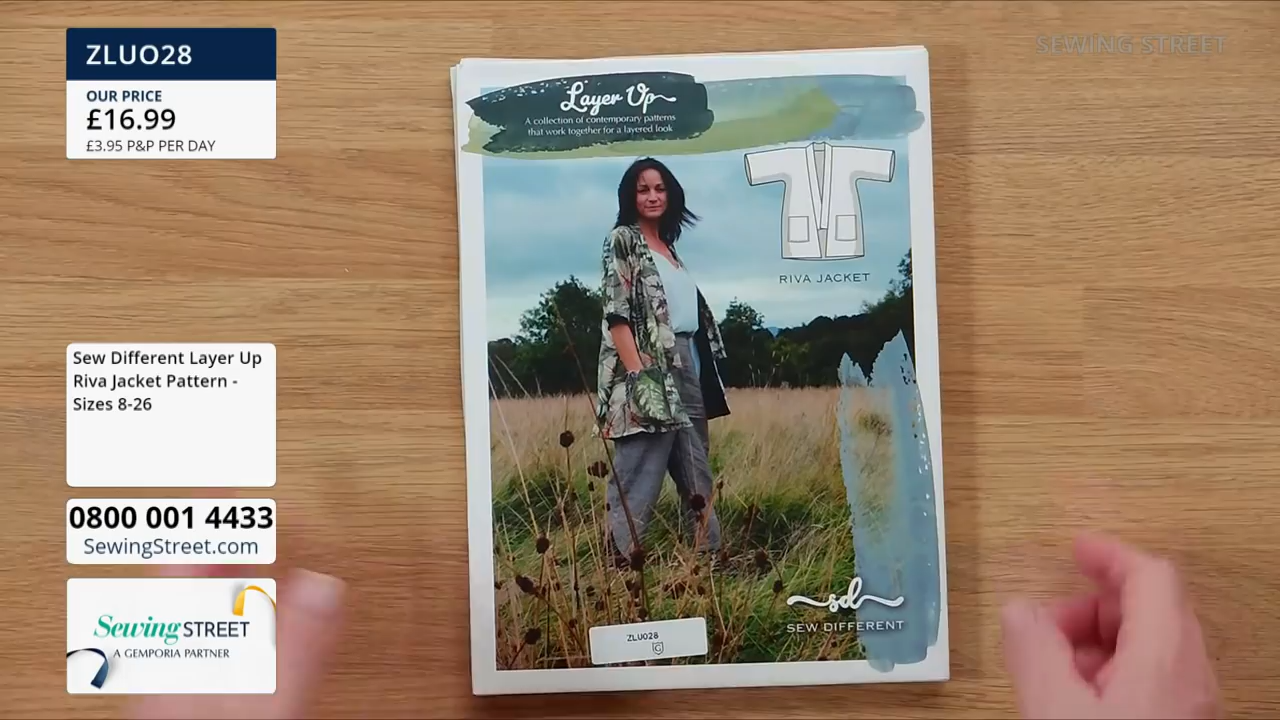 ZLUO28
OUR PRICE
£16.99
£3.95 P&P PER DAY
Sew Different Layer Up
Riva Jacket Pattern -
Sizes 8-26
0800 001 4433
SewingStreet.com
Sewing STREET
A GEMPORIA PARTNER
SEWING STREET
Layer Up
A collection of contemporary patterns
that work together for a layered look
RIVA JACKET
sd
SEW DIFFERENT
ZLUO28
G